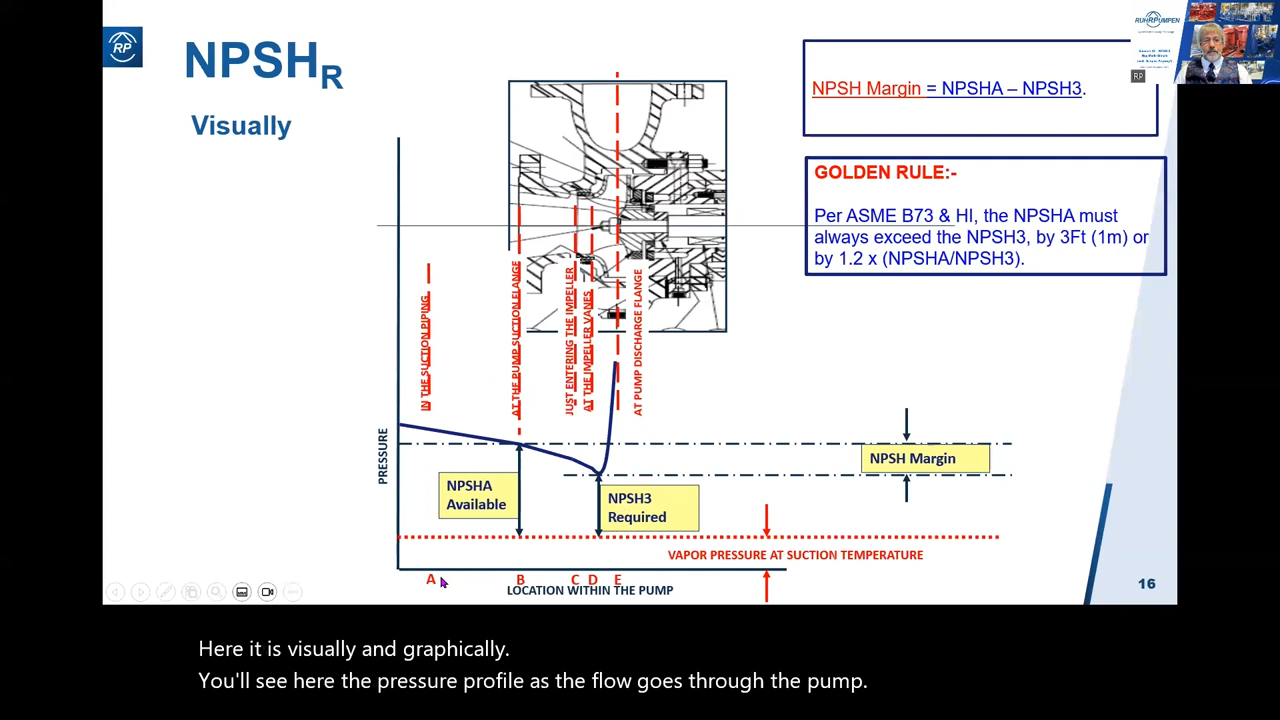 RP
NPSHR
Visually
NPSH Margin = NPSHA – NPSH3.
RUHRPUMPEN
RP
GOLDEN RULE:-
Per ASME B73 & HI, the NPSHA must
always exceed the NPSH3, by 3Ft (1m) or
by 1.2 x (NPSHA/NPSH3).
IN THE SUCTION PIPING
AT THE PUMP SUCTION FLANGE
JUST ENTERING THE IMPELLER
AT THE IMPELLER VANES
AT PUMP DISCHARGE FLANGE
PRESSURE
NPSH Margin
NPSHA
Available
NPSH3
Required
VAPOR PRESSURE AT SUCTION TEMPERATURE
A B C D E
LOCATION WITHIN THE PUMP
16
Here it is visually and graphically.
You'll see here the pressure profile as the flow goes through the pump.